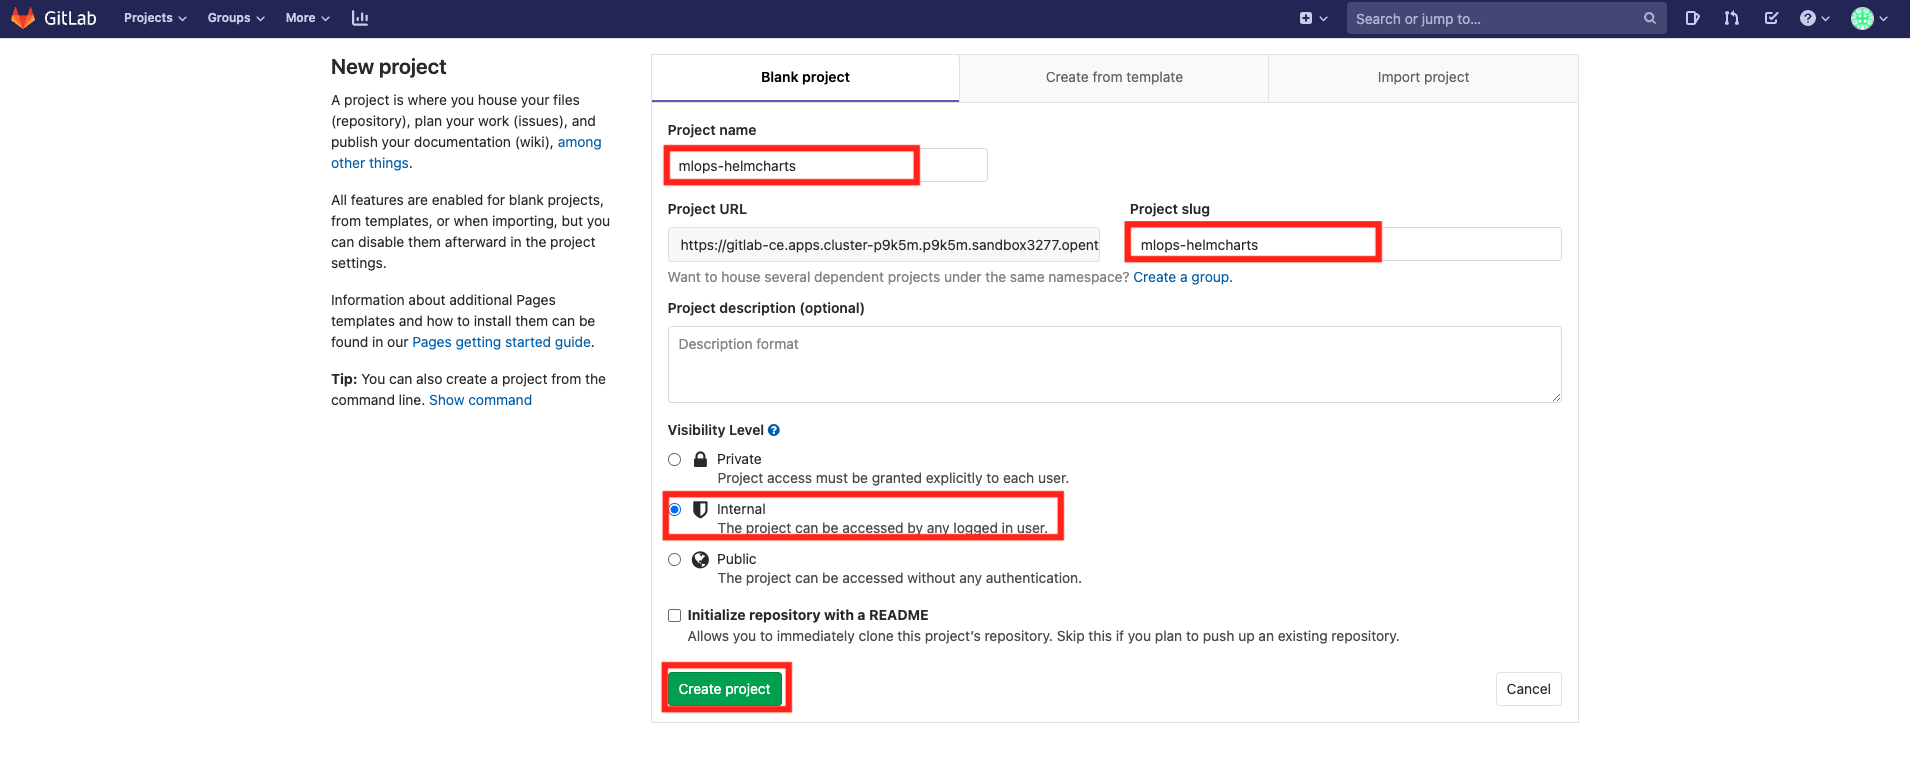 GitLab Projects Groups More Search or jump to...
New project
A project is where you house your files
(repository), plan your work (issues), and
publish your documentation (wiki), among
other things.
All features are enabled for blank projects,
from templates, or when importing, but you
can disable them afterward in the project
settings.
Information about additional Pages
templates and how to install them can be
found in our Pages getting started guide.
Tip: You can also create a project from the
command line. Show command
Blank project Create from template Import project
Project name
mlops-helmcharts
Project URL Project slug
https://gitlab-ce.apps.cluster-p9k5m.p9k5m.sandbox3277.opent mlops-helmcharts
Want to house several dependent projects under the same namespace? Create a group.
Project description (optional)
Description format
Visibility Level
Private
Project access must be granted explicitly to each user.
Internal
The project can be accessed by any logged in user.
Public
The project can be accessed without any authentication.
Initialize repository with a README
Allows you to immediately clone this project's repository. Skip this if you plan to push up an existing repository.
Create project Cancel